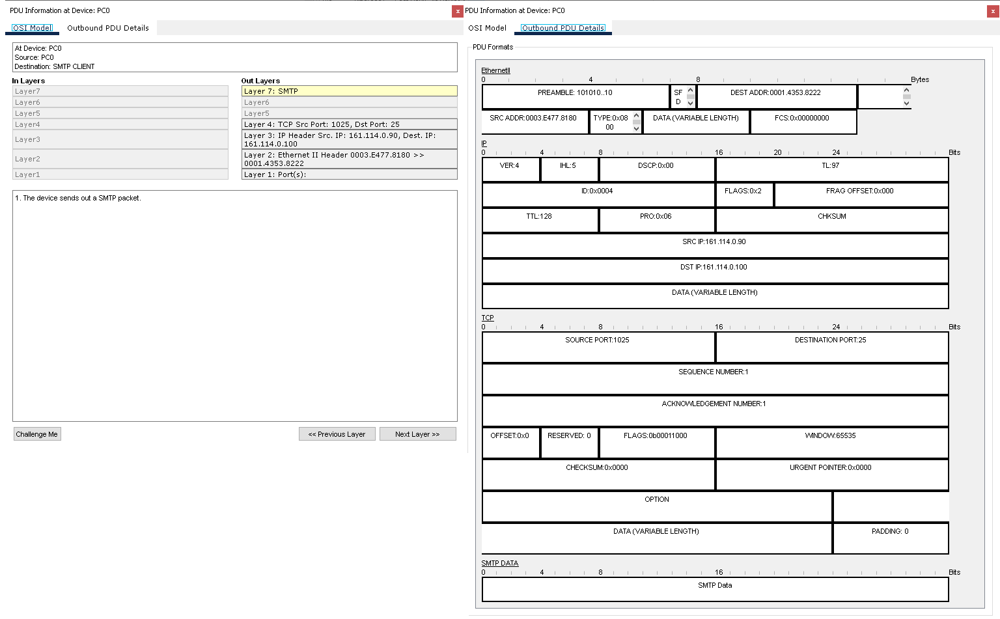 PDU Information at Device: PC0
OSI Model Outbound PDU Details
At Device: PC0
Source: PC0
Destination: SMTP CLIENT
In Layers
Layer7
Layer6
Layer5
Layer4
Layer3
Layer2
Layer1
Out Layers
Layer 7: SMTP
Layer6
Layer5
Layer 4: TCP Src Port: 1025, Dst Port: 25
Layer 3: IP Header Src. IP: 161.114.0.90, Dest. IP:
161.114.0.100
Layer 2: Ethernet II Header 0003.E477.8180 >>
0001.4353.8222
Layer 1: Port(s):
1. The device sends out a SMTP packet.
Challenge Me << Previous Layer Next Layer >>
PDU Information at Device: PC0
OSI Model Outbound PDU Details
PDU Formats
EthernetII
0 4 8 Bytes
PREAMBLE: 101010..10 SF DEST ADDR:0001.4353.8222
D
SRC ADDR:0003.E477.8180 TYPE:0x08 DATA (VARIABLE LENGTH) FCS:0x00000000
00
IP
0 4 8 16 20 24 Bits
VER:4 IHL:5 DSCP:0x00 TL:97
ID:0x0004 FLAGS:0x2 FRAG OFFSET:0x000
TTL:128 PRO:0x06 CHKSUM
SRC IP:161.114.0.90
DST IP:161.114.0.100
DATA (VARIABLE LENGTH)
TCP
0 4 8 16 24 Bits
SOURCE PORT:1025 DESTINATION PORT:25
SEQUENCE NUMBER:1
ACKNOWLEDGEMENT NUMBER:1
OFFSET:0x0 RESERVED: 0 FLAGS:0b00011000 WINDOW:65535
CHECKSUM:0x0000 URGENT POINTER:0x0000
OPTION
DATA (VARIABLE LENGTH) PADDING: 0
SMTP DATA
0 4 8 16 Bits
SMTP Data